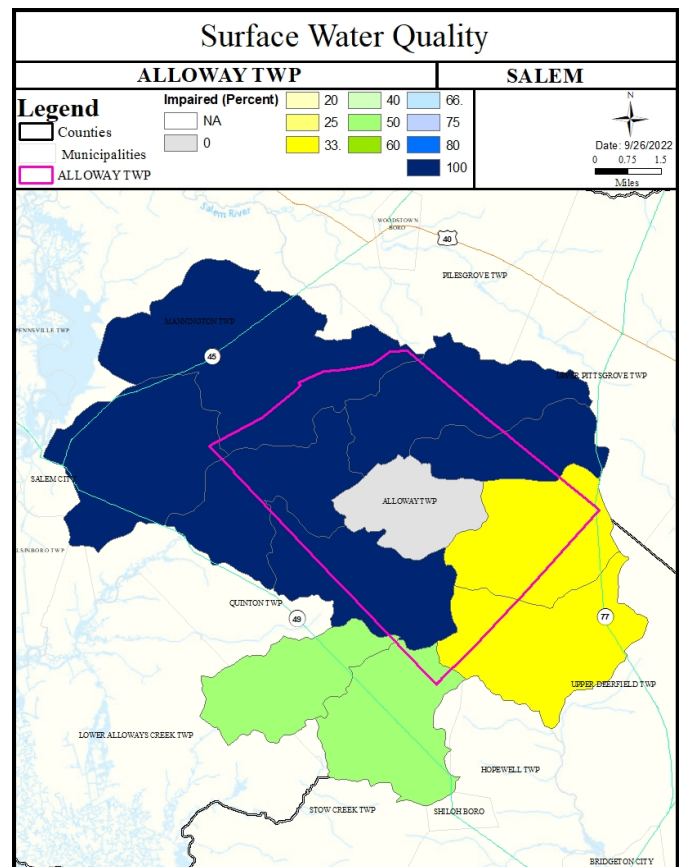 Surface Water Quality
ALLOWAY TWP
SALEM
Legend
Counties
Municipalities
ALLOWAY TWP
Impaired (Percent)
NA
0
20
25
33.
40
50
60
66.
75
80
100
N
Date: 9/26/2022
0 0.75 1.5
Miles
Salem River
WOODSTOWN
BORO
40
PILESGROVE TWP
MANNINGTON TWP
PENNSVILLE TWP
45
UPPER PITTSGROVE TWP
SALEM CITY
ALLOWAY TWP
LSINBORO TWP
QUINTON TWP
49
77
UPPER DEERFIELD TWP
LOWER ALLOWAYS CREEK TWP
HOPEWELL TWP
STOW CREEK TWP
SHILOH BORO
BRIDGETON CITY